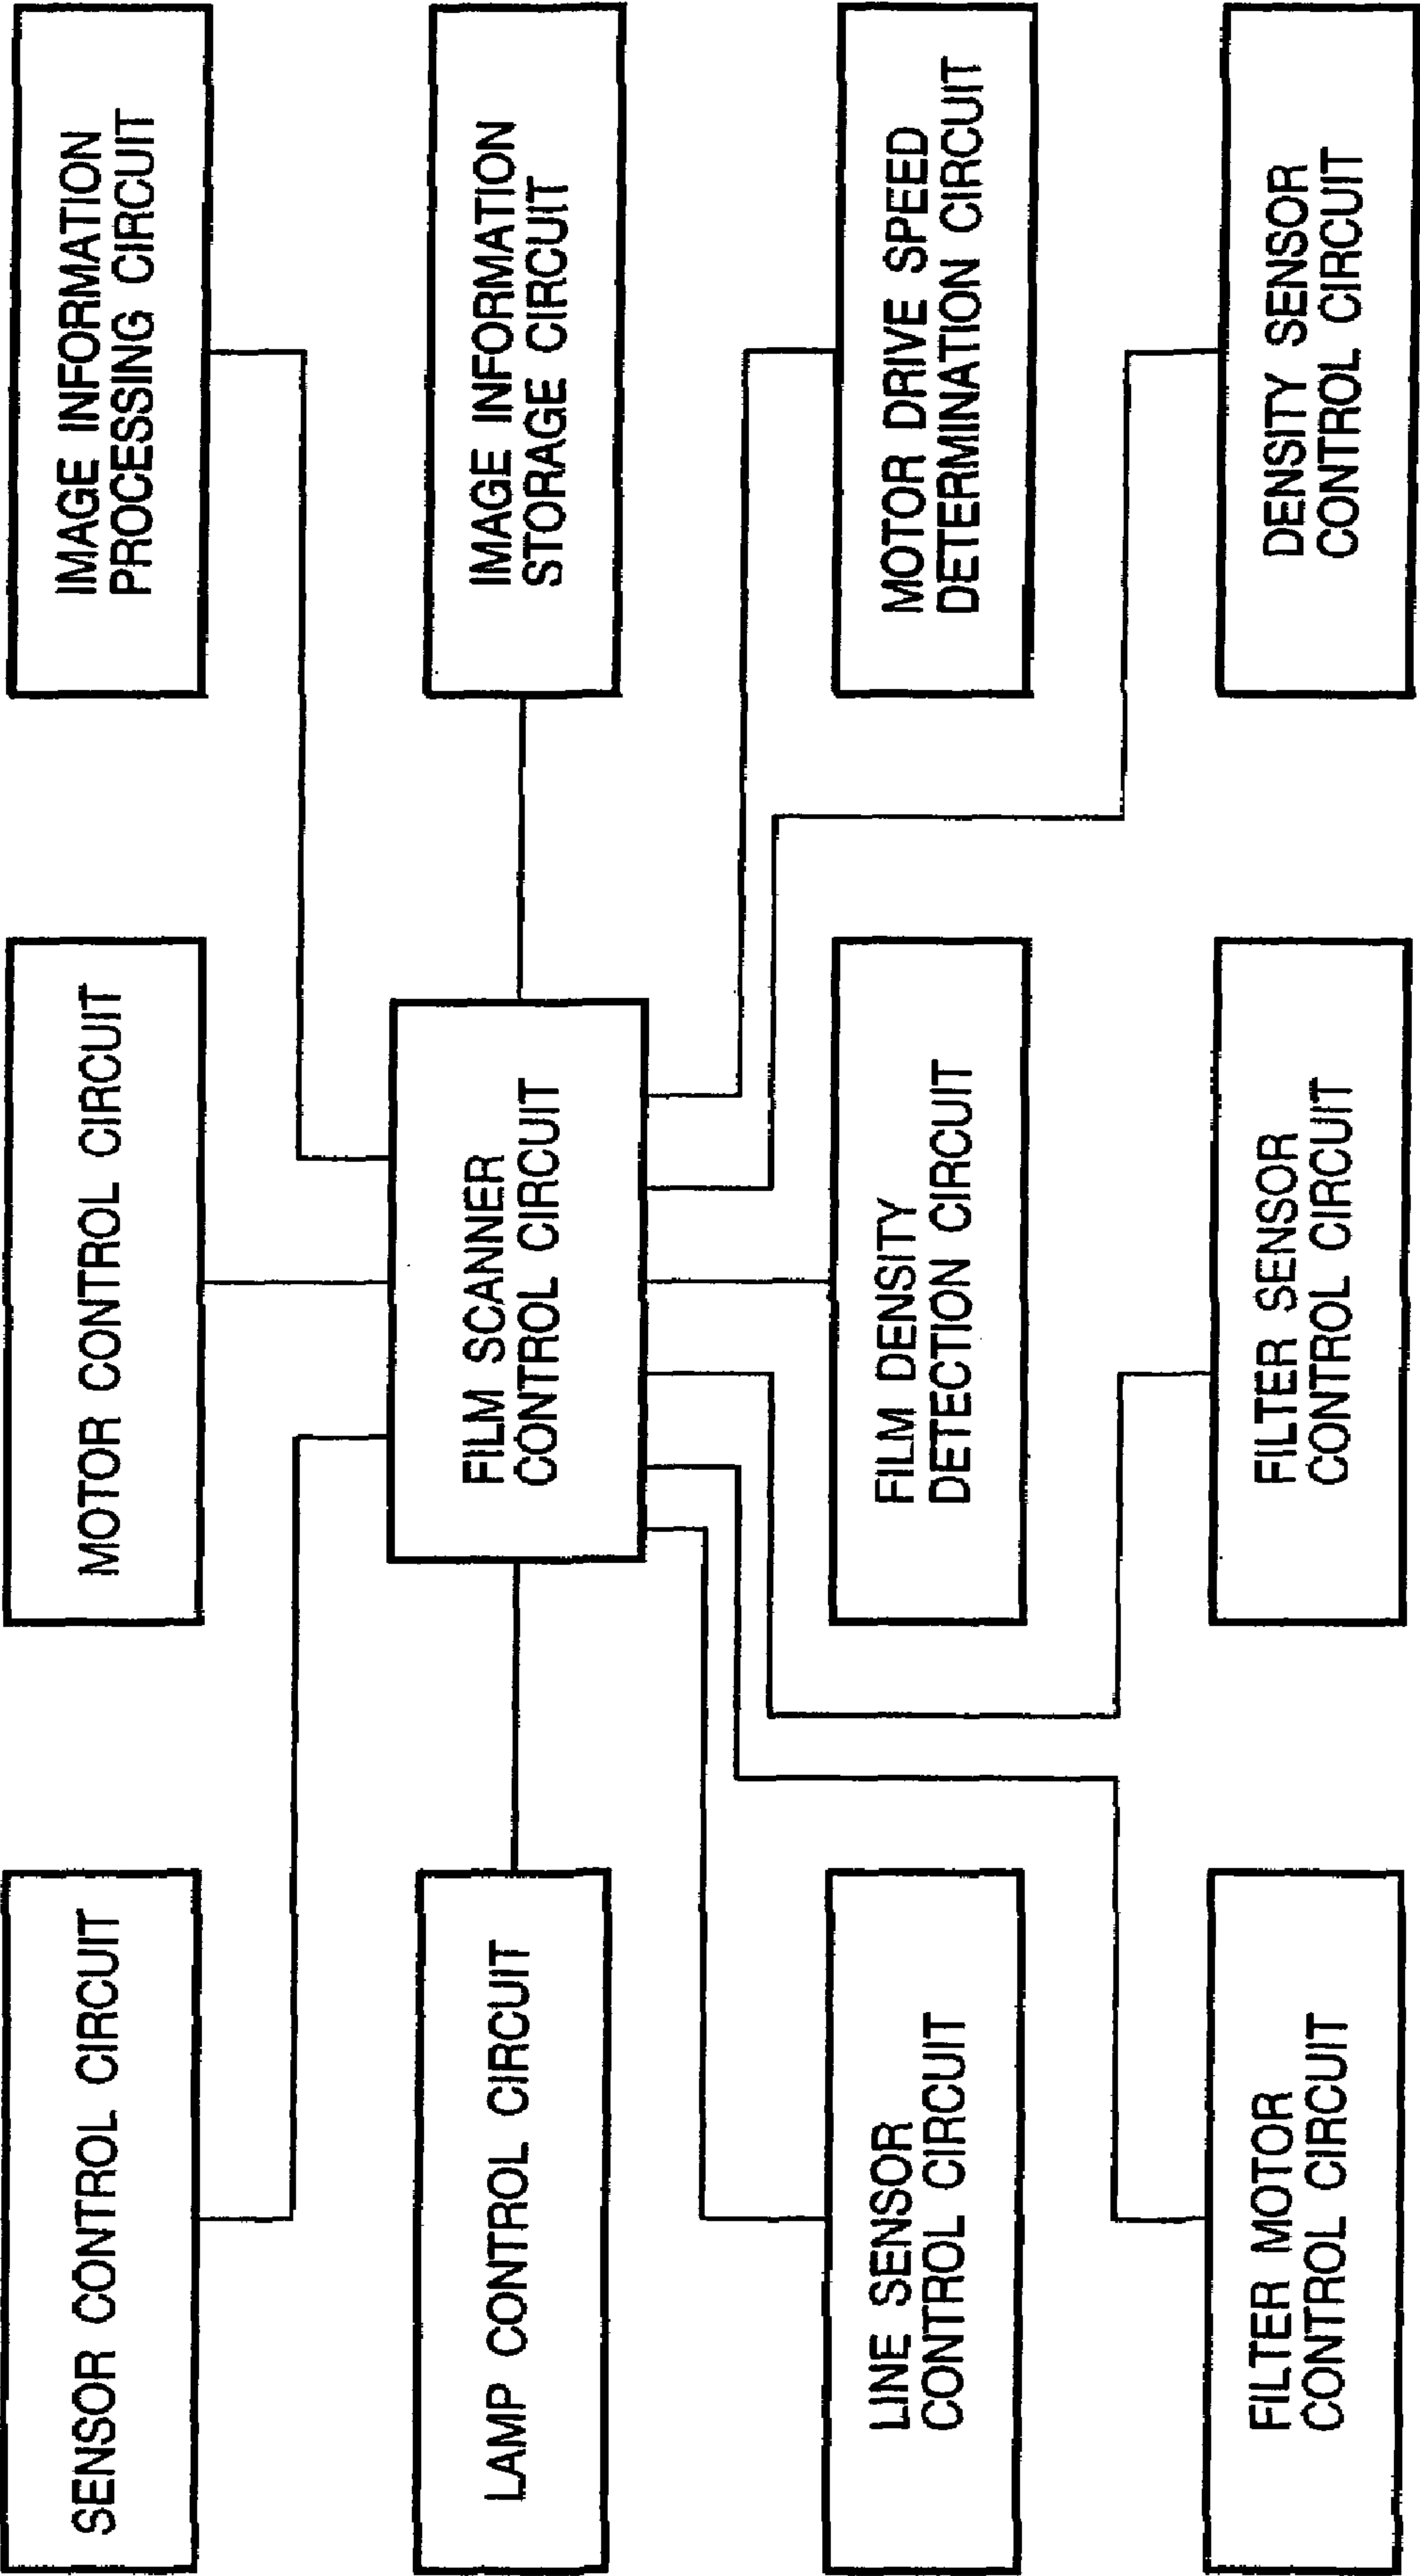 SENSOR CONTROL CIRCUIT
MOTOR CONTROL CIRCUIT
IMAGE INFORMATION
PROCESSING CIRCUIT
LAMP CONTROL CIRCUIT
FILM SCANNER
CONTROL CIRCUIT
IMAGE INFORMATION
STORAGE CIRCUIT
LINE SENSOR
CONTROL CIRCUIT
FILM DENSITY
DETECTION CIRCUIT
MOTOR DRIVE SPEED
DETERMINATION CIRCUIT
FILTER MOTOR
CONTROL CIRCUIT
FILTER SENSOR
CONTROL CIRCUIT
DENSITY SENSOR
CONTROL CIRCUIT